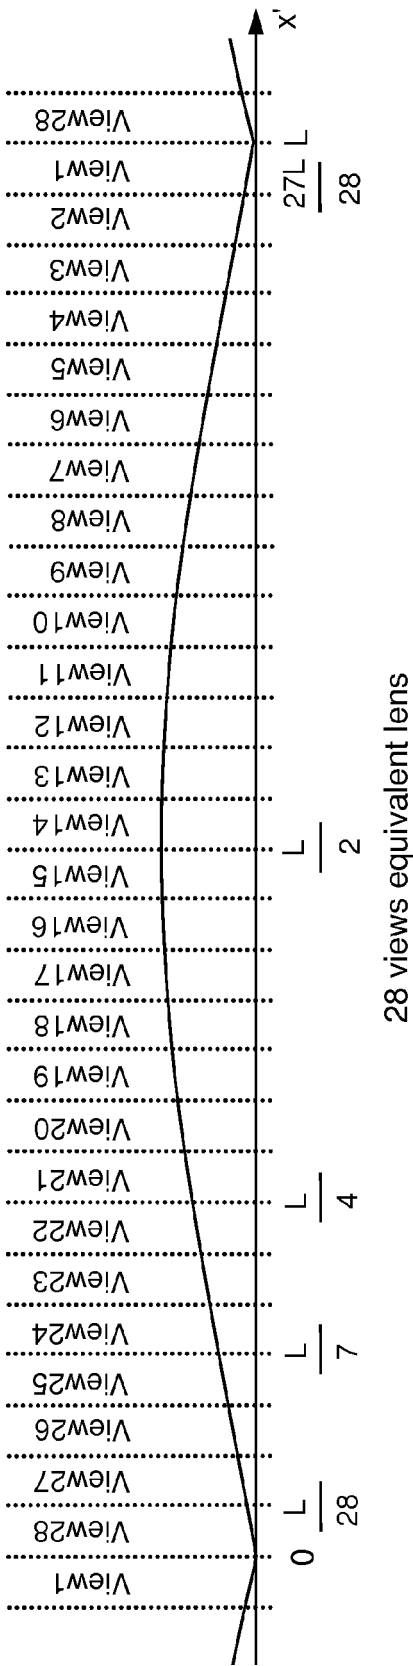 View1
View28
View27
View26
View25
View24
View23
View22
View21
View20
View19
View18
View17
View16
View15
View14
View13
View12
View11
View10
View9
View8
View7
View6
View5
View4
View3
View2
View1
View28
0
L
28
L
7
L
4
L
2
27L
28
L
x'
28 views equivalent lens